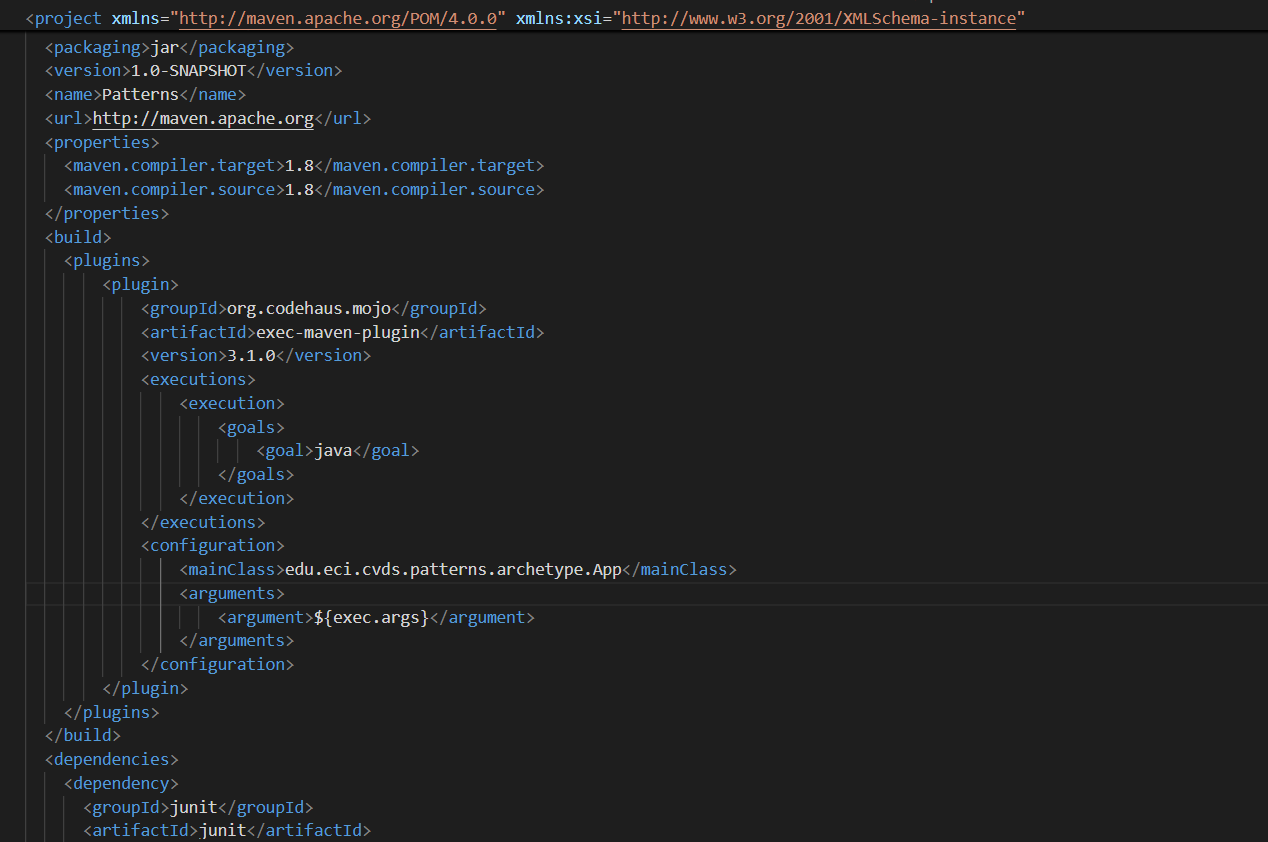 <project xmlns="http://maven.apache.org/POM/4.0.0" xmlns:xsi="http://www.w3.org/2001/XMLSchema-instance"
<packaging>jar</packaging>
<version>1.0-SNAPSHOT</version>
<name>Patterns</name>
<url>http://maven.apache.org</url>
<properties>
<maven.compiler.target>1.8</maven.compiler.target>
<maven.compiler.source>1.8</maven.compiler.source>
</properties>
<build>
<plugins>
<plugin>
<groupId>org.codehaus.mojo</groupId>
<artifactId>exec-maven-plugin</artifactId>
<version>3.1.0</version>
<executions>
<execution>
<goals>
<goal>java</goal>
</goals>
</execution>
</executions>
<configuration>
<mainClass>edu.eci.cvds.patterns.archetype.App</mainClass>
<arguments>
<argument>${exec.args}</argument>
</arguments>
</configuration>
</plugin>
</plugins>
</build>
<dependencies>
<dependency>
<groupId>junit</groupId>
<artifactId>junit</artifactId>